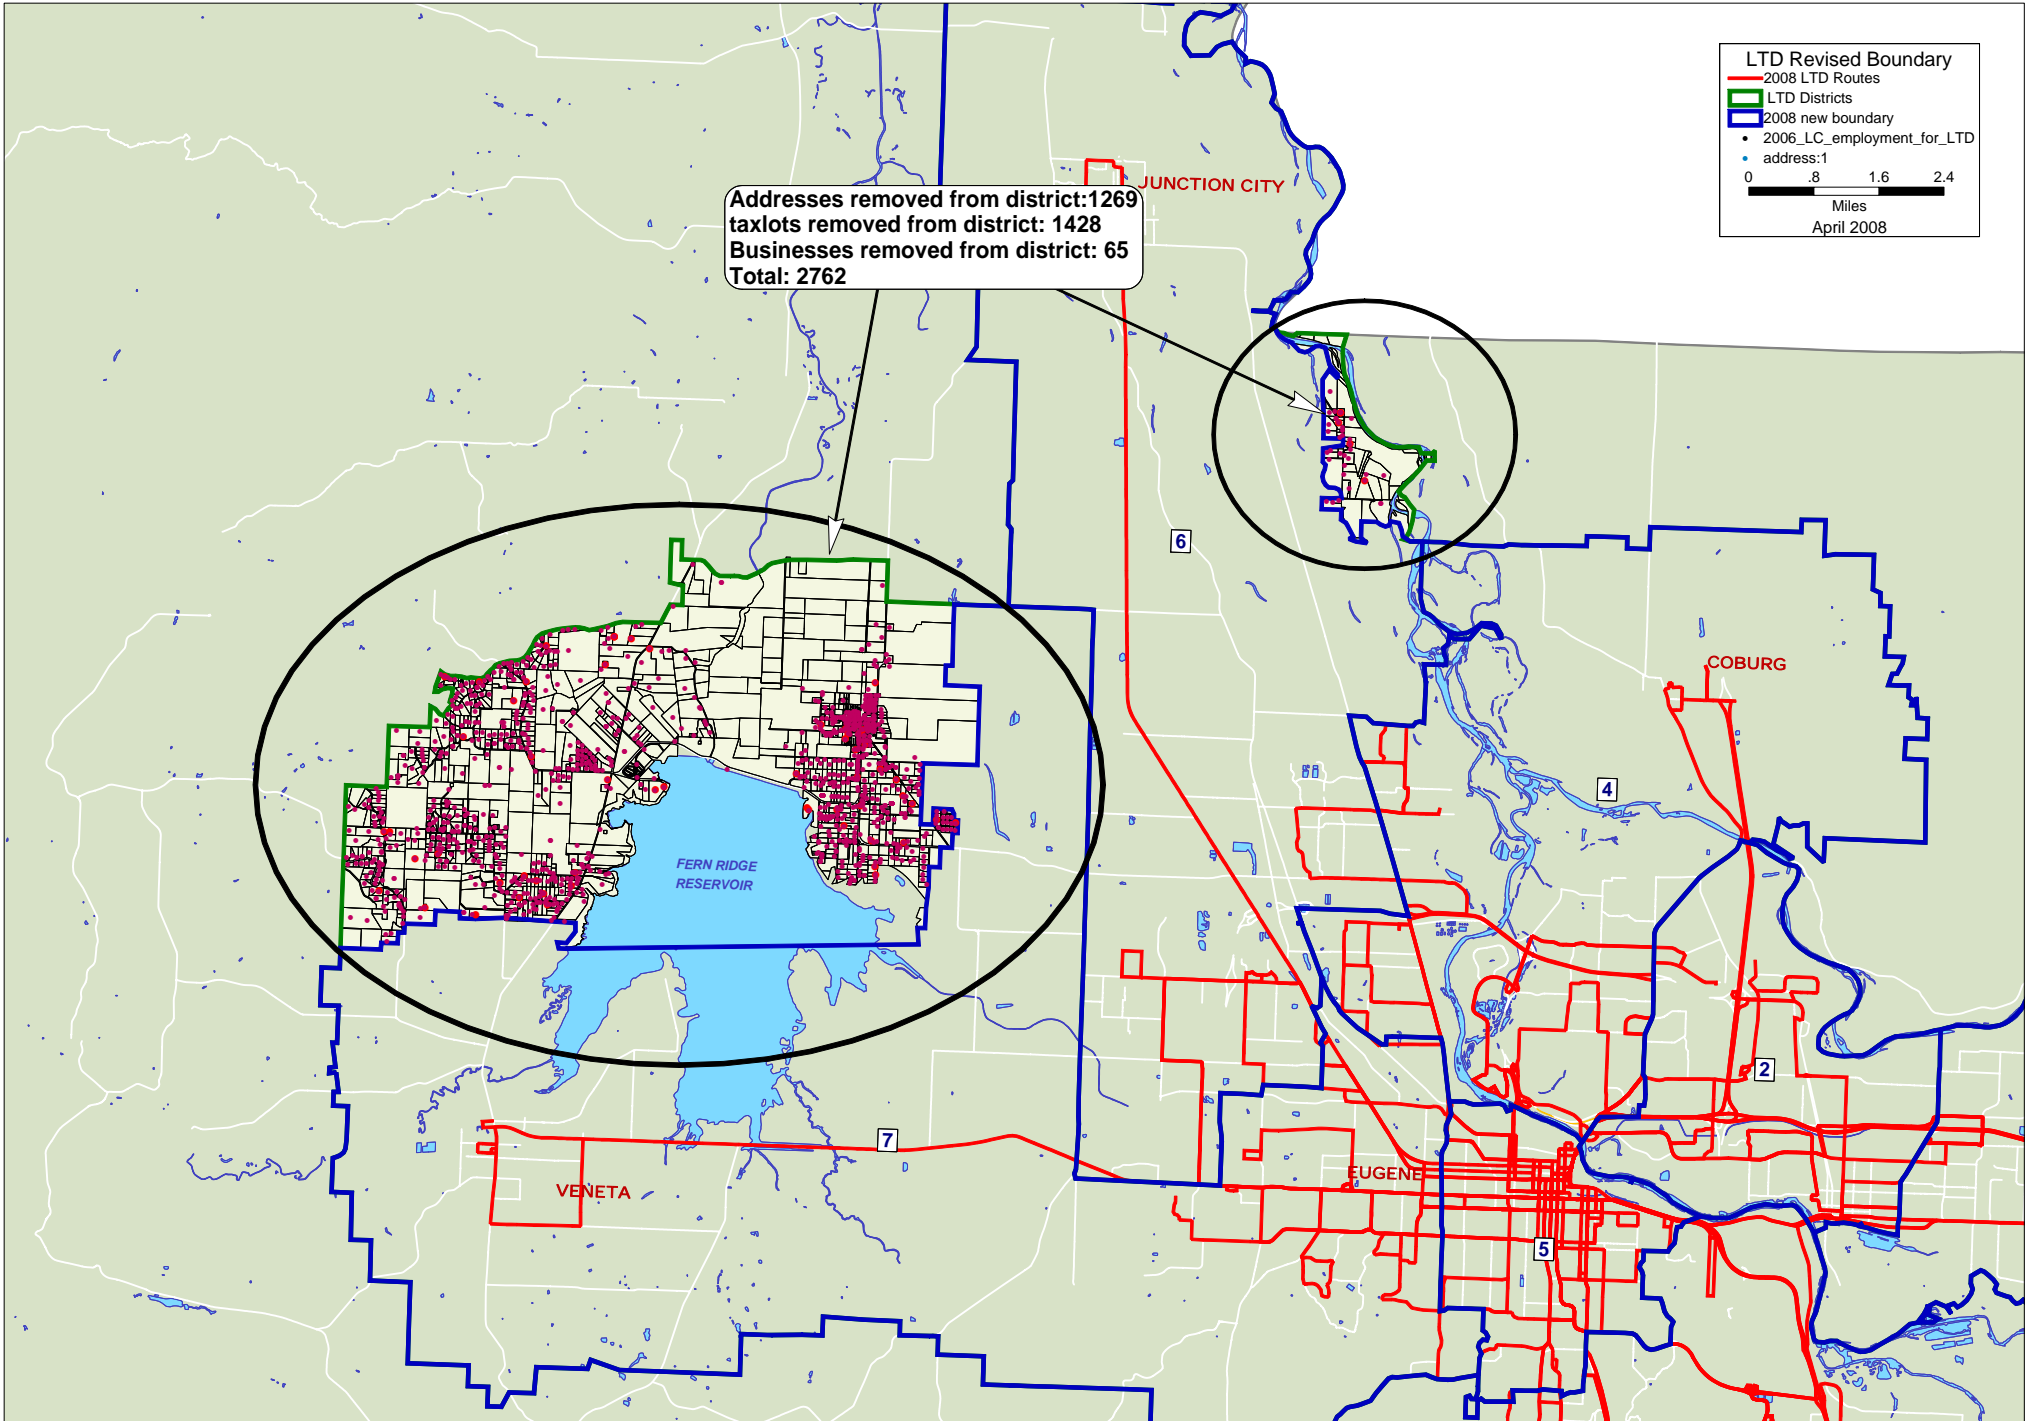 LTD Revised Boundary
2008 LTD Routes
LTD Districts
2008 new boundary
2006_LC_employment_for_LTD
address:1
0 .8 1.6 2.4
Miles
April 2008
JUNCTION CITY
Addresses removed from district:1269
taxlots removed from district: 1428
Businesses removed from district: 65
Total: 2762
6
COBURG
4
FERN RIDGE
RESERVOIR
2
7
VENETA
EUGENE
5